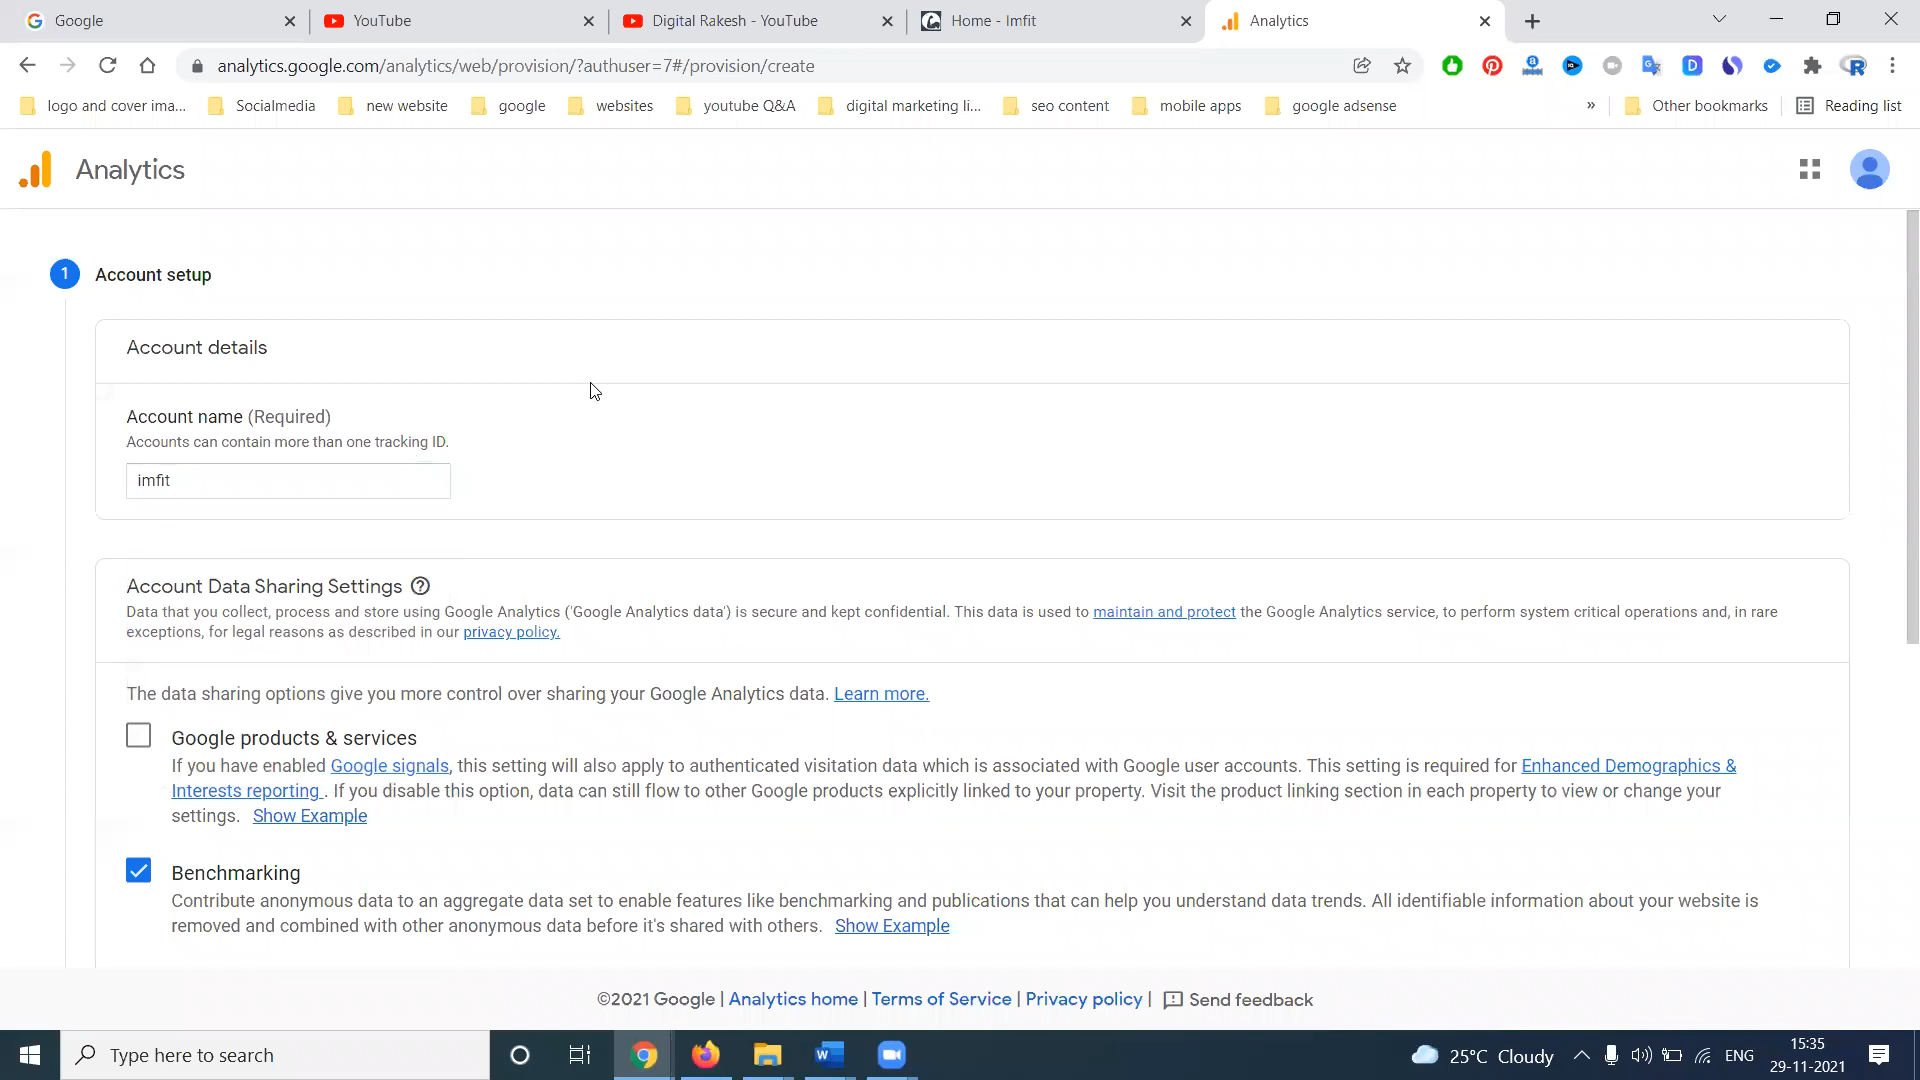 Google
YouTube
Digital Rakesh - YouTube
Home - Imfit
Analytics
analytics.google.com/analytics/web/provision/?authuser=7#/provision/create
logo and cover ima...
Socialmedia
new website
google
websites
youtube Q&A
digital marketing li...
seo content
mobile apps
google adsense
»
Other bookmarks
Reading list
Analytics
1 Account setup
Account details
Account name (Required)
Accounts can contain more than one tracking ID.
imfit
Account Data Sharing Settings
Data that you collect, process and store using Google Analytics ('Google Analytics data') is secure and kept confidential. This data is used to maintain and protect the Google Analytics service, to perform system critical operations and, in rare
exceptions, for legal reasons as described in our privacy policy.
The data sharing options give you more control over sharing your Google Analytics data. Learn more.
Google products & services
If you have enabled Google signals, this setting will also apply to authenticated visitation data which is associated with Google user accounts. This setting is required for Enhanced Demographics &
Interests reporting . If you disable this option, data can still flow to other Google products explicitly linked to your property. Visit the product linking section in each property to view or change your
settings. Show Example
Benchmarking
Contribute anonymous data to an aggregate data set to enable features like benchmarking and publications that can help you understand data trends. All identifiable information about your website is
removed and combined with other anonymous data before it's shared with others. Show Example
©2021 Google | Analytics home | Terms of Service | Privacy policy | Send feedback
Type here to search
25°C Cloudy
ENG
15:35
29-11-2021